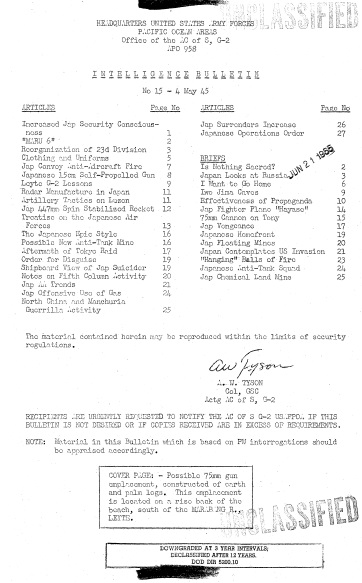 UNCLASSIFIED
HEADQUARTERS UNITED STATES ARMY FORCES
PACIFIC OCEAN AREAS
Office of the AC of S, G-2
APO 958
INTELLIGENCE BULLETIN
No 15 - 4 May 45
ARTICLES Page No
Increased Jap Security Conscious-
ness 1
"MARU 6" 2
Reorganization of 23d Division 3
Clothing and Uniforms 5
Jap Convoy Anti-Aircraft Fire 7
Japanese 15cm Self-Propelled Gun 8
Leyte G-2 Lessons 9
Radar Manufacture in Japan 11
Artillery Tactics on Luzon 11
Jap 447mm Spin Stabilized Rocket 12
Treatise on the Japanese Air
Forces 13
The Japanese Epic Style 16
Possible New Anti-Tank Mine 16
Aftermath of Tokyo Raid 17
Order for Disguise 19
Shipboard View of Jap Suicider 19
Notes on Fifth Column Activity 20
Jap AA Trends 21
Jap Offensive Use of Gas 24
North China and Manchuria
Guerrilla Activity 25
ARTICLES Page No
Jap Surrenders Increase 26
Japanese Operations Order 27
BRIEFS
Is Nothing Sacred? 2
Japan Looks at Russia 3
I Want to Go Home 6
Two Jima Caves 9
Effectiveness of Propaganda 10
Jap Fighter Plane "Haynao" 14
75mm Cannon on Tony 15
Jap Vengeance 17
Japanese Homefront 19
Jap Floating Mines 20
Japan Contemplates US Invasion 21
"Hanging" Balls of Fire 23
Japanese Anti-Tank Squad 24
Jap Chemical Land Mine 25
JUN 21 1965
The material contained herein may be reproduced within the limits of security
regulations.
A W Tyson
A. W. TYSON
Col, GSC
Actg AC of S, G-2
RECIPIENTS ARE URGENTLY REQUESTED TO NOTIFY THE AC OF S G-2 USAFPOA, IF THIS
BULLETIN IS NOT DESIRED OR IF COPIES RECEIVED ARE IN EXCESS OF REQUIREMENTS.
NOTE: Material in this Bulletin which is based on PW interrogations should
be appraised accordingly.
COVER PAGE: - Possible 75mm gun
emplacement, constructed of earth
and palm logs. This emplacement
is located on a rise back of the
beach, south of the MARABANG R.,
LEYTE.
UNCLASSIFIED
DOWNGRADED AT 3 YEAR INTERVALS;
DECLASSIFIED AFTER 12 YEARS.
DOD DIR 5200.10